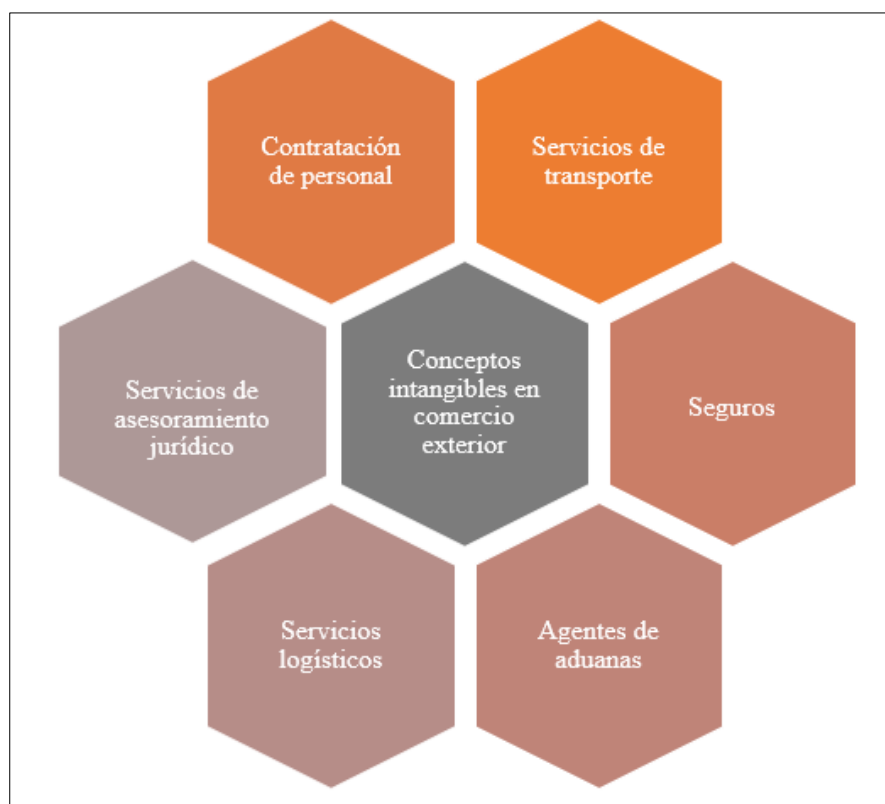 Contratación
de personal
Servicios de
transporte
Servicios de
asesoramiento
jurídico
Conceptos
intangibles en
comercio
exterior
Seguros
Servicios
logísticos
Agentes de
aduanas